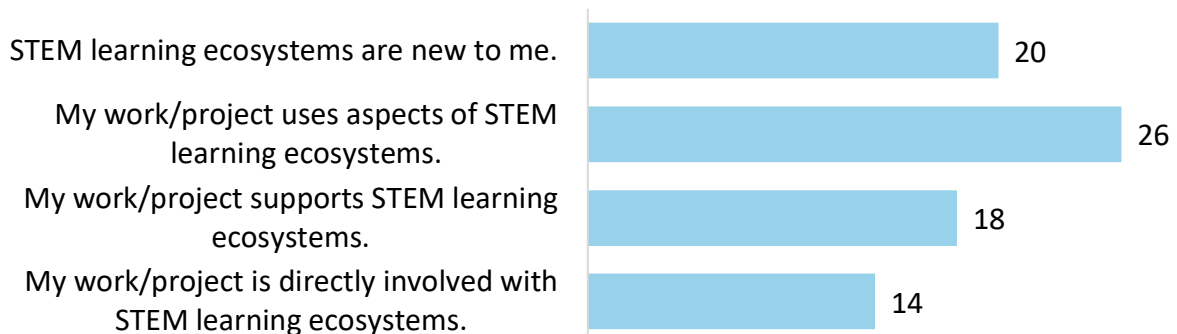 STEM learning ecosystems are new to me.
20
My work/project uses aspects of STEM
learning ecosystems.
26
My work/project supports STEM learning
ecosystems.
18
My work/project is directly involved with
STEM learning ecosystems.
14